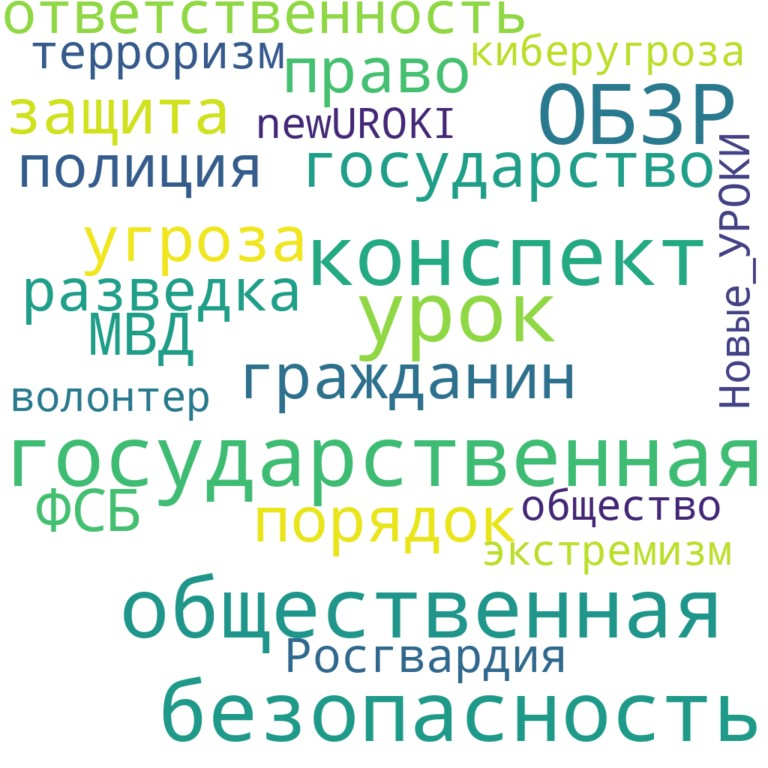 ответственность
терроризм
право
киберугроза
защита
newUROKI
ОБЗР
полиция
государство
Новые_УРОКИ
угроза
конспект
разведка
урок
МВД
гражданин
волонтер
государственная
ФСБ
порядок
общество
экстремизм
общественная
Росгвардия
безопасность